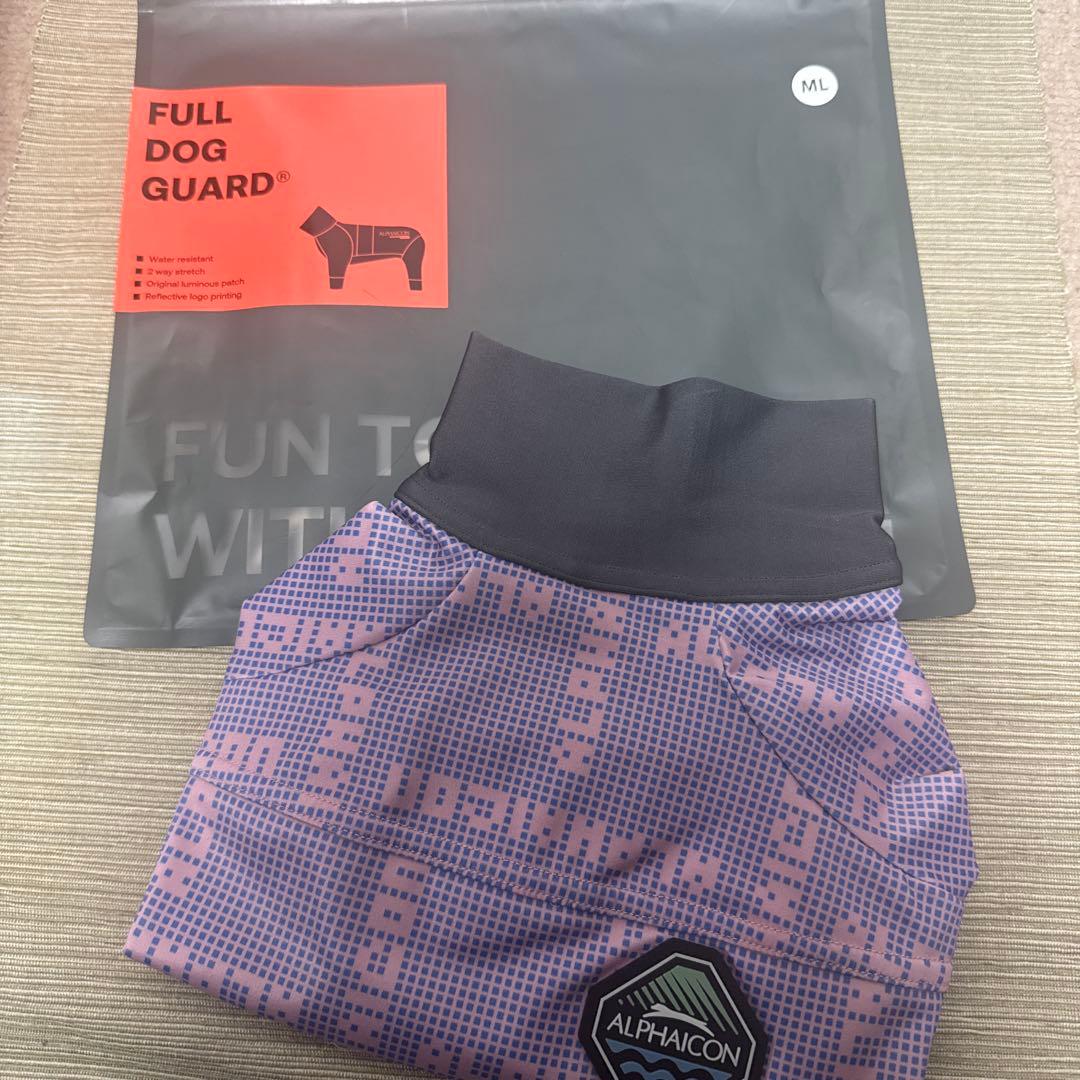 FULL
DOG
GUARD®
ML
ALPHAICON
Water resistant
2 way stretch
Original luminous patch
Reflective logo printing
FUN
WITH
ALPHAICON